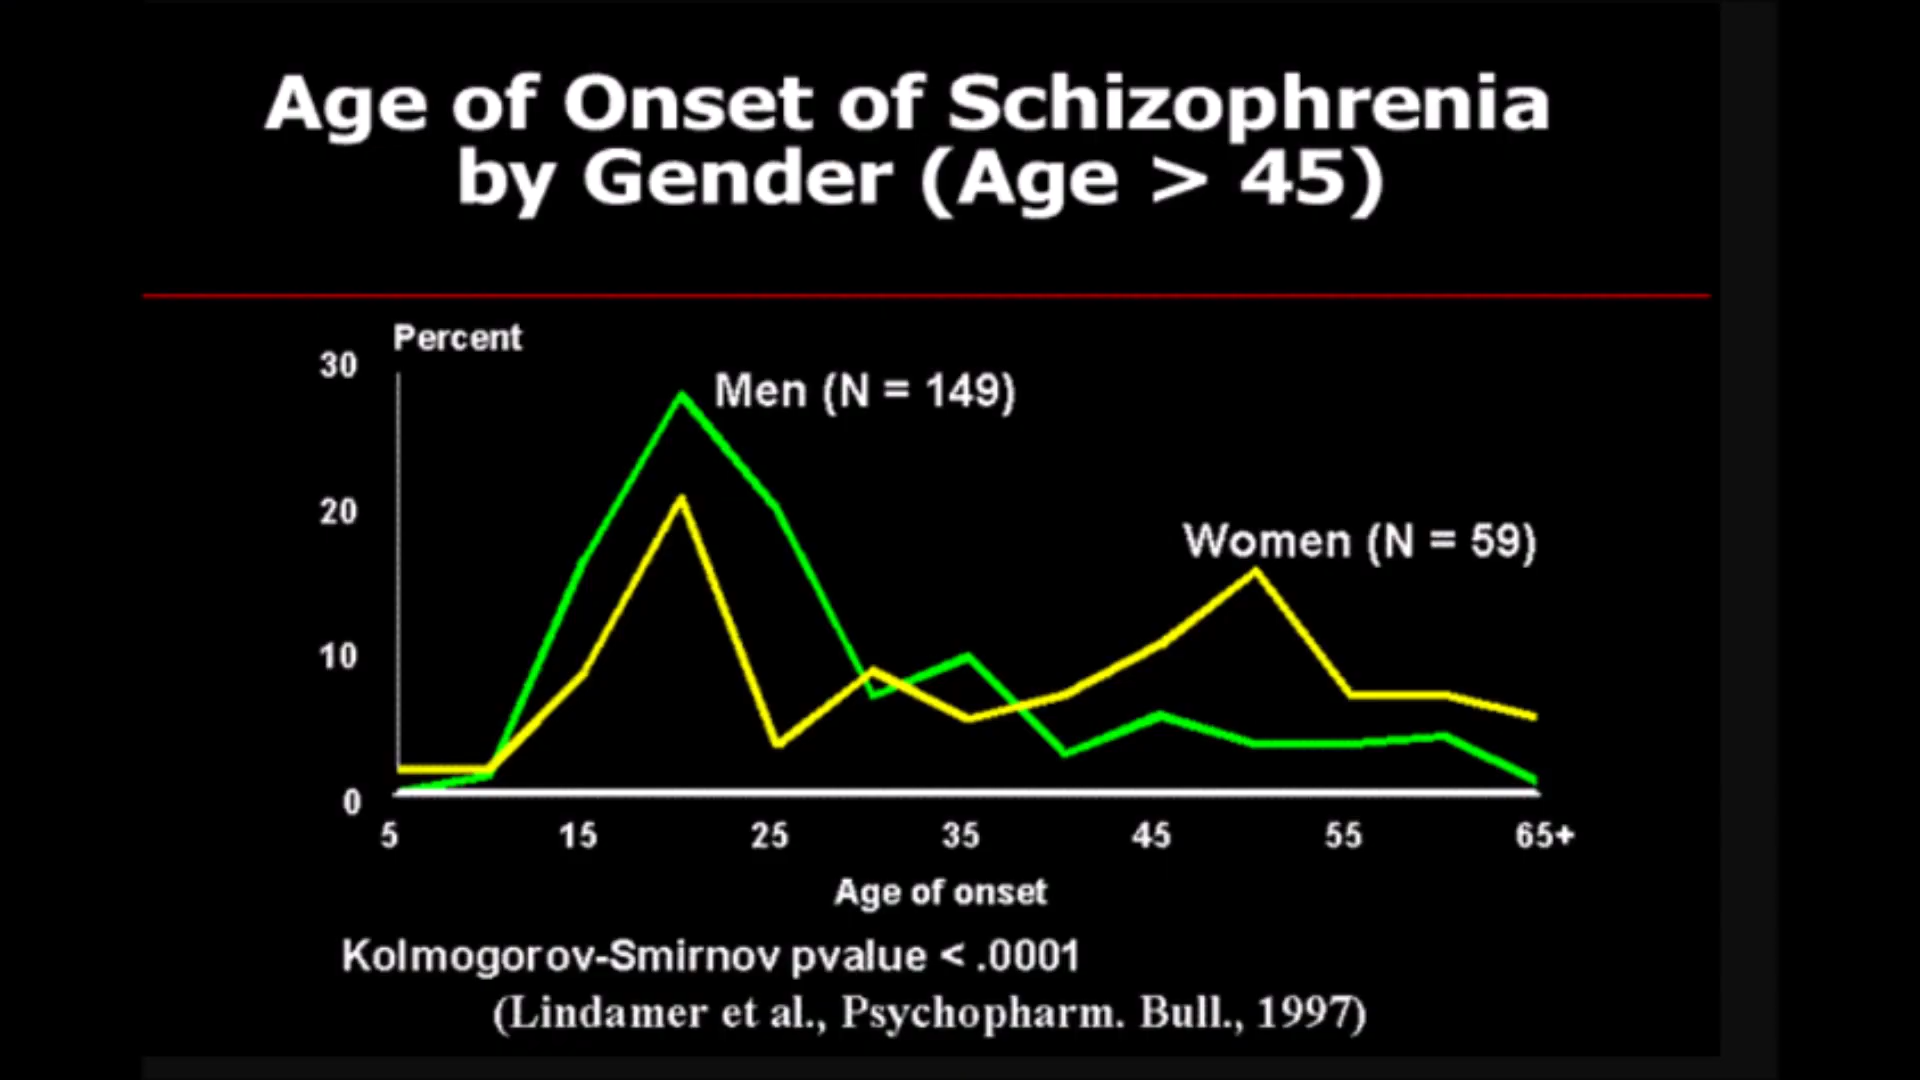 Age of Onset of Schizophrenia
by Gender (Age > 45)
Percent
30
Men (N = 149)
20
Women (N = 59)
10
0
5 15 25 35 45 55 65+
Age of onset
Kolmogorov-Smirnov pvalue < .0001
(Lindamer et al., Psychopharm. Bull., 1997)